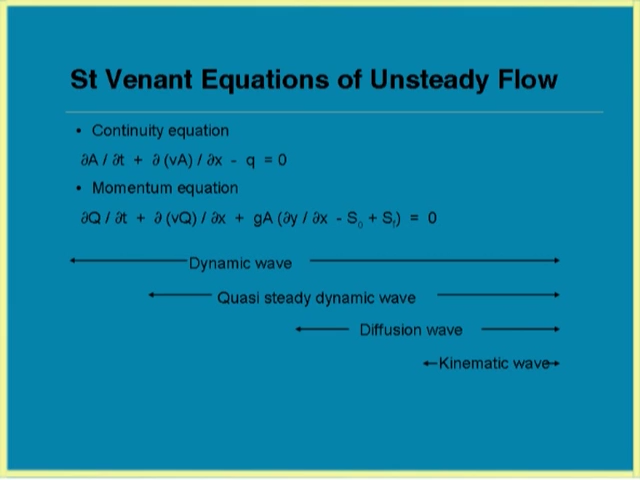 St Venant Equations of Unsteady Flow
• Continuity equation
∂A / ∂t + ∂ (vA) / ∂x - q = 0
• Momentum equation
∂Q / ∂t + ∂ (vQ) / ∂x + gA (∂y / ∂x - S₀ + Sf) = 0
Dynamic wave
Quasi steady dynamic wave
Diffusion wave
Kinematic wave